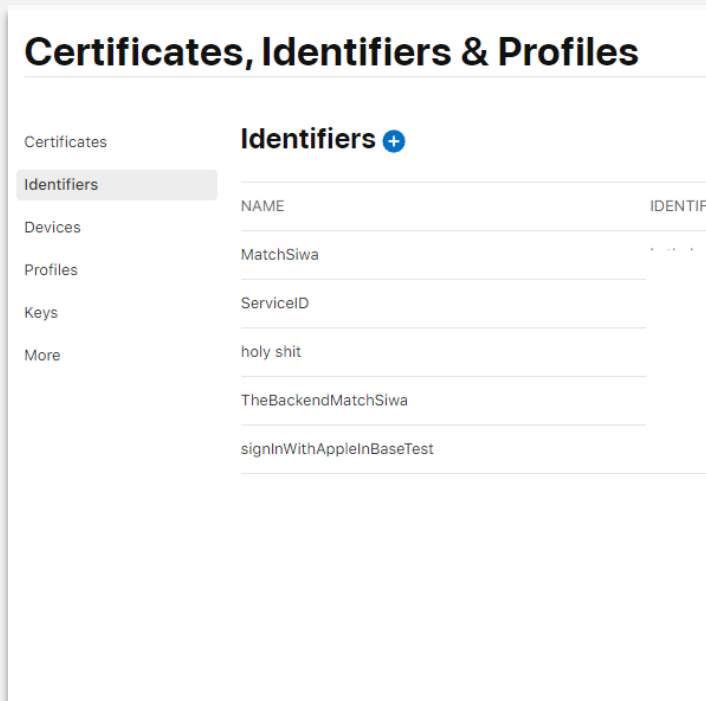 Certificates, Identifiers & Profiles
Certificates
Identifiers
Devices
Profiles
Keys
More
Identifiers
NAME
MatchSiwa
ServiceID
holy shit
TheBackendMatchSiwa
signInWithAppleInBaseTest